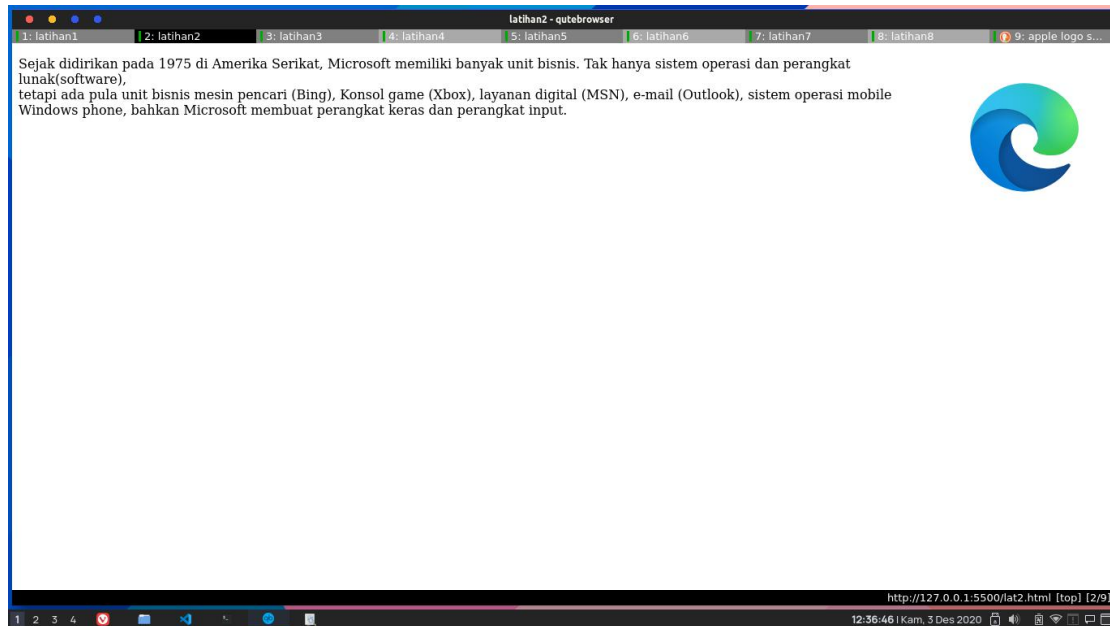 latihan2 - qutebrowser
1: latihan1 2: latihan2 3: latihan3 4: latihan4 5: latihan5 6: latihan6 7: latihan7 8: latihan8 9: apple logo s...
Sejak didirikan pada 1975 di Amerika Serikat, Microsoft memiliki banyak unit bisnis. Tak hanya sistem operasi dan perangkat
lunak(software),
tetapi ada pula unit bisnis mesin pencari (Bing), Konsol game (Xbox), layanan digital (MSN), e-mail (Outlook), sistem operasi mobile
Windows phone, bahkan Microsoft membuat perangkat keras dan perangkat input.
http://127.0.0.1:5500/lat2.html [top] [2/9]
1 2 3 4 12:36:46 | Kam, 3 Des 2020